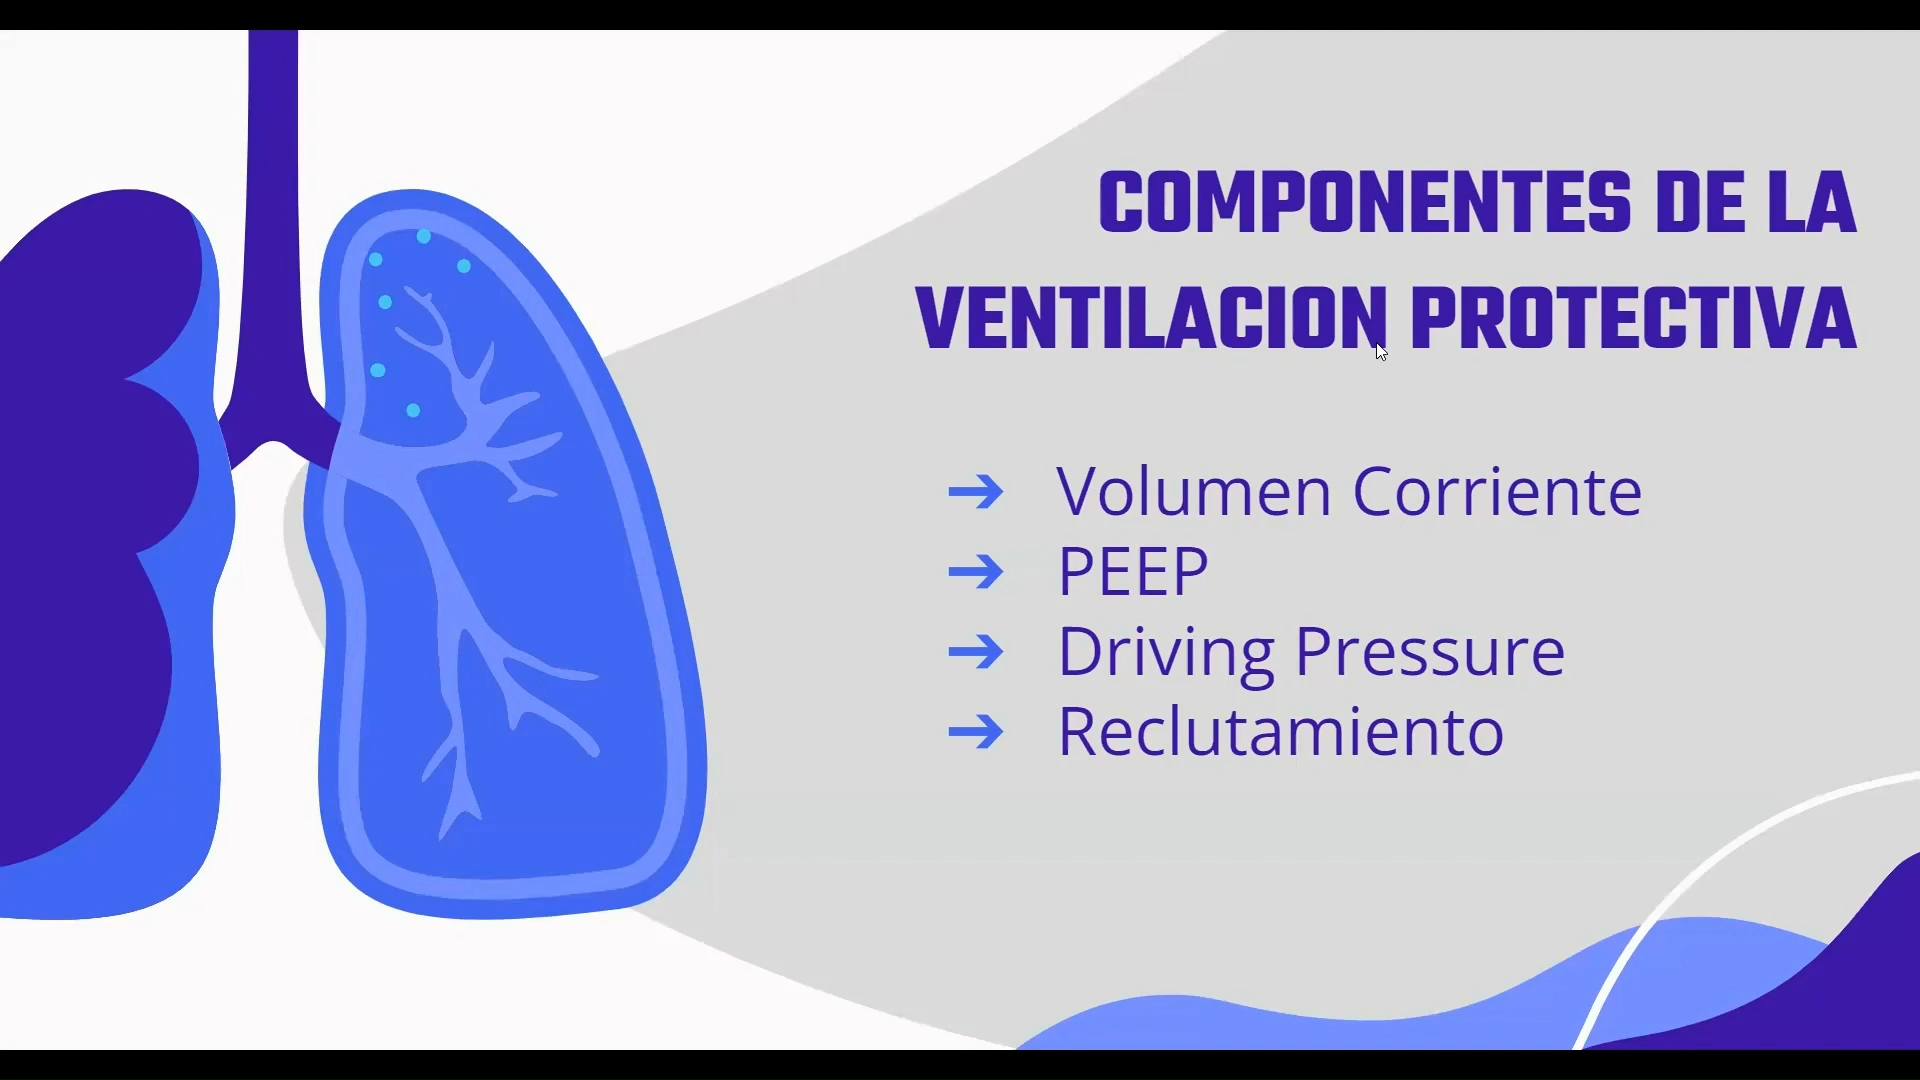 COMPONENTES DE LA
VENTILACION PROTECTIVA
➔ Volumen Corriente
➔ PEEP
➔ Driving Pressure
➔ Reclutamiento